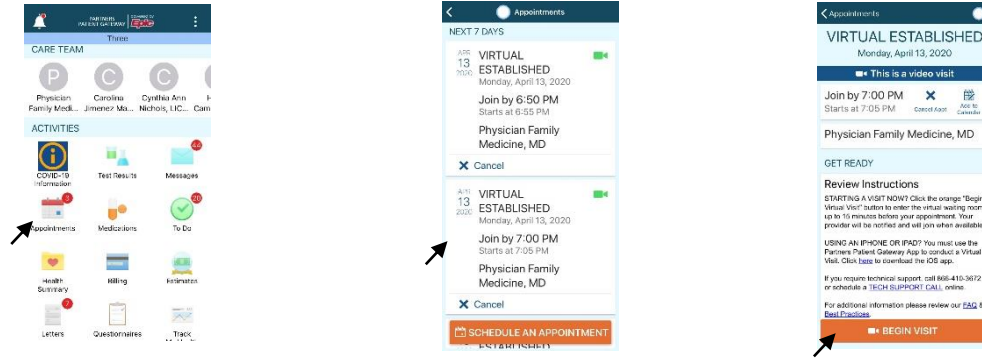 PARTNERS
PATIENT GATEWAY
Three
CARE TEAM
P
C
C
Physician
Family Medi...
Carolina
Jimenez Ma...
Cynthia Ann
Nichols, LIC...
Cam
ACTIVITIES
44
COVID-19
Information
Test Results
Messages
3
20
Appointments
Medications
To Do
Health
Summary
Billing
Estimates
7
Letters
Questionnaires
Track
Appointments
NEXT 7 DAYS
APR
13
2020
VIRTUAL
ESTABLISHED
Monday, April 13, 2020
Join by 6:50 PM
Starts at 6:55 PM
Physician Family
Medicine, MD
Cancel
APR
13
2020
VIRTUAL
ESTABLISHED
Monday, April 13, 2020
Join by 7:00 PM
Starts at 7:05 PM
Physician Family
Medicine, MD
Cancel
SCHEDULE AN APPOINTMENT
ESTABLISHED
Appointments
VIRTUAL ESTABLISHED
Monday, April 13, 2020
This is a video visit
Join by 7:00 PM
Starts at 7:05 PM
Cancel Appt
Add to
Calendar
Physician Family Medicine, MD
GET READY
Review Instructions
STARTING A VISIT NOW? Click the orange "Begin
Virtual Visit" button to enter the virtual waiting room
up to 15 minutes before your appointment. Your
provider will be notified and will join when available
USING AN IPHONE OR IPAD? You must use the
Partners Patient Gateway App to conduct a Virtual
Visit. Click here to download the iOS app.
If you require technical support, call 866-410-3672
or schedule a TECH SUPPORT CALL online.
For additional information please review our FAQ &
Best Practices.
BEGIN VISIT